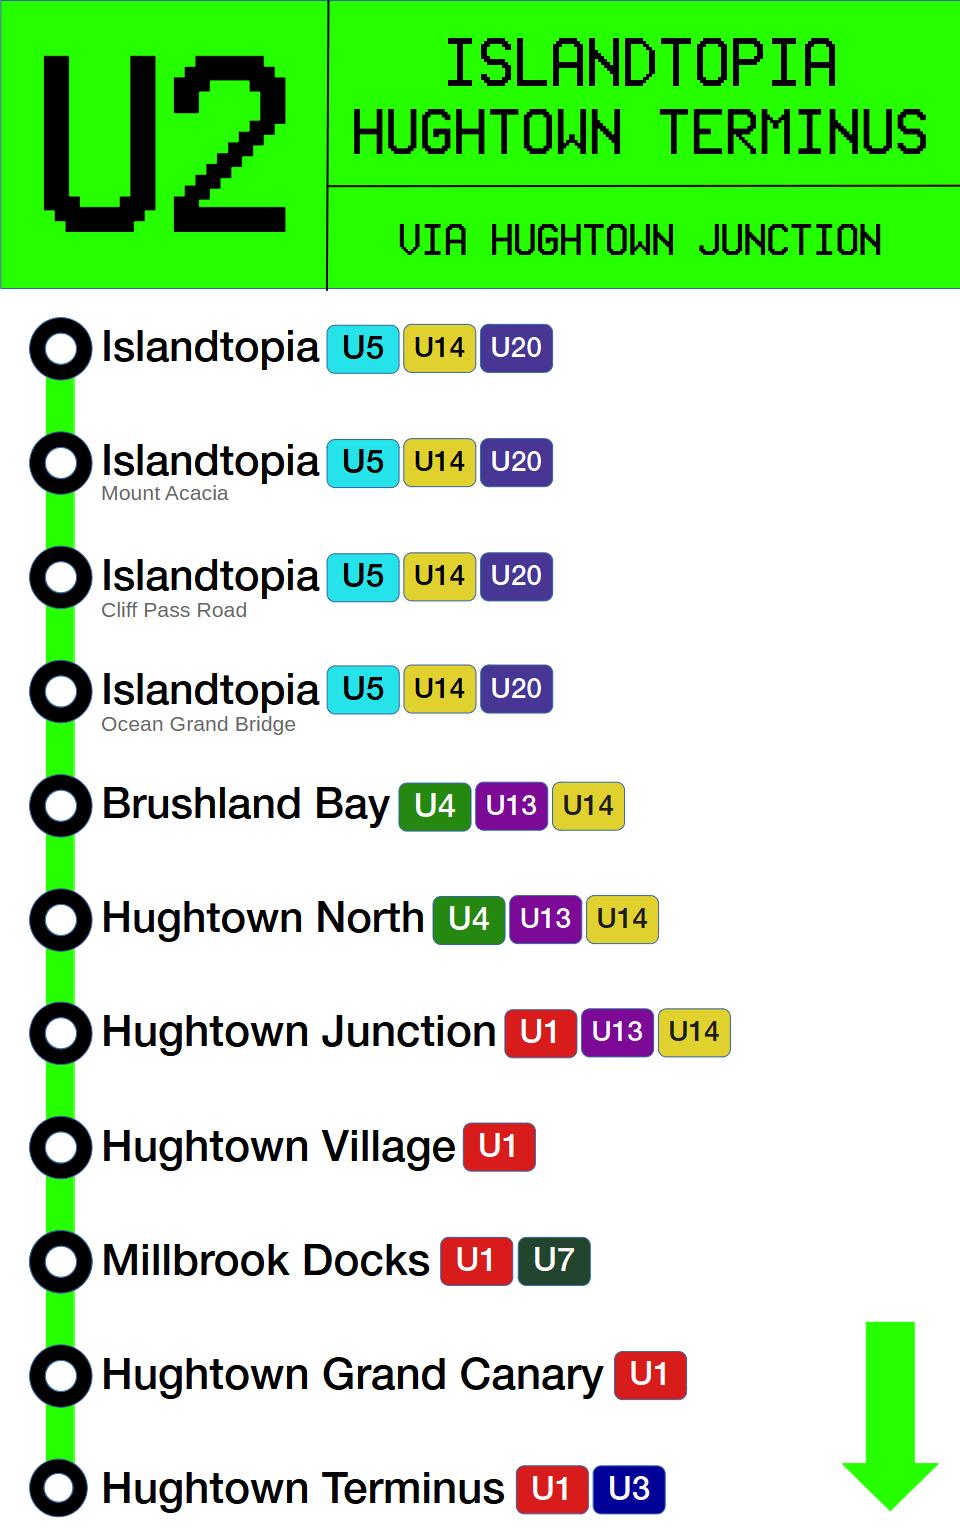 U2
ISLANDTOPIA
HUGHTOWN TERMINUS
VIA HUGHTOWN JUNCTION
Islandtopia U5 U14 U20
Islandtopia U5 U14 U20
Mount Acacia
Islandtopia U5 U14 U20
Cliff Pass Road
Islandtopia U5 U14 U20
Ocean Grand Bridge
Brushland Bay U4 U13 U14
Hughtown North U4 U13 U14
Hughtown Junction U1 U13 U14
Hughtown Village U1
Millbrook Docks U1 U7
Hughtown Grand Canary U1
Hughtown Terminus U1 U3